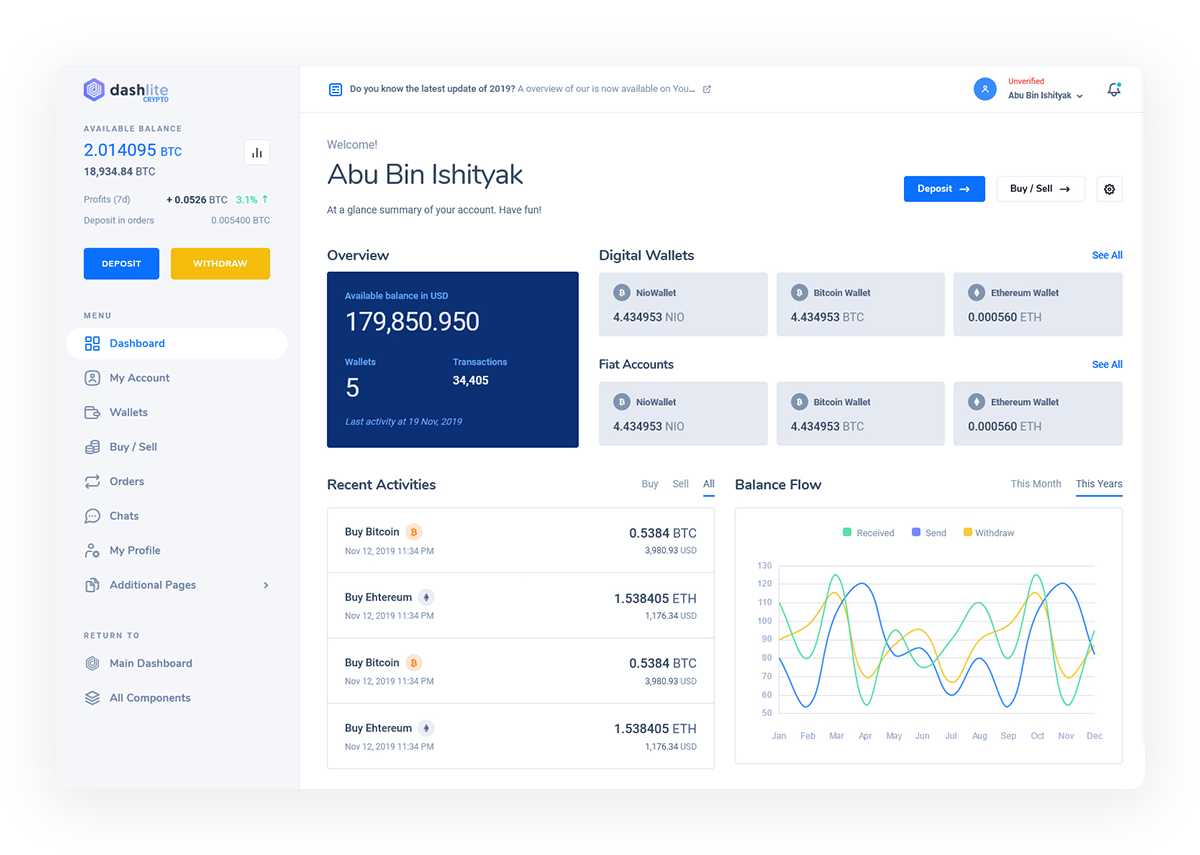 dashlite
CRYPTO
AVAILABLE BALANCE
2.014095 BTC
18,934.84 BTC
Profits (7d) + 0.0526 BTC 3.1% ↑
Deposit in orders 0.005400 BTC
DEPOSIT WITHDRAW
MENU
Dashboard
My Account
Wallets
Buy / Sell
Orders
Chats
My Profile
Additional Pages
RETURN TO
Main Dashboard
All Components
Do you know the latest update of 2019? A overview of our is now available on You...
Unverified
Abu Bin Ishityak
Welcome!
Abu Bin Ishityak
At a glance summary of your account. Have fun!
Deposit → Buy / Sell →
Overview
Available balance in USD
179,850.950
Wallets Transactions
5 34,405
Last activity at 19 Nov, 2019
Digital Wallets See All
NioWallet Bitcoin Wallet Ethereum Wallet
4.434953 NIO 4.434953 BTC 0.000560 ETH
Fiat Accounts See All
NioWallet Bitcoin Wallet Ethereum Wallet
4.434953 NIO 4.434953 BTC 0.000560 ETH
Recent Activities Buy Sell All
Buy Bitcoin 0.5384 BTC
Nov 12, 2019 11:34 PM 3,980.93 USD
Buy Ehtereum 1.538405 ETH
Nov 12, 2019 11:34 PM 1,176.34 USD
Buy Bitcoin 0.5384 BTC
Nov 12, 2019 11:34 PM 3,980.93 USD
Buy Ehtereum 1.538405 ETH
Nov 12, 2019 11:34 PM 1,176.34 USD
Balance Flow This Month This Years
Received Send Withdraw
130
120
110
100
90
80
70
60
50
Jan Feb Mar Apr May Jun Jul Aug Sep Oct Nov Dec